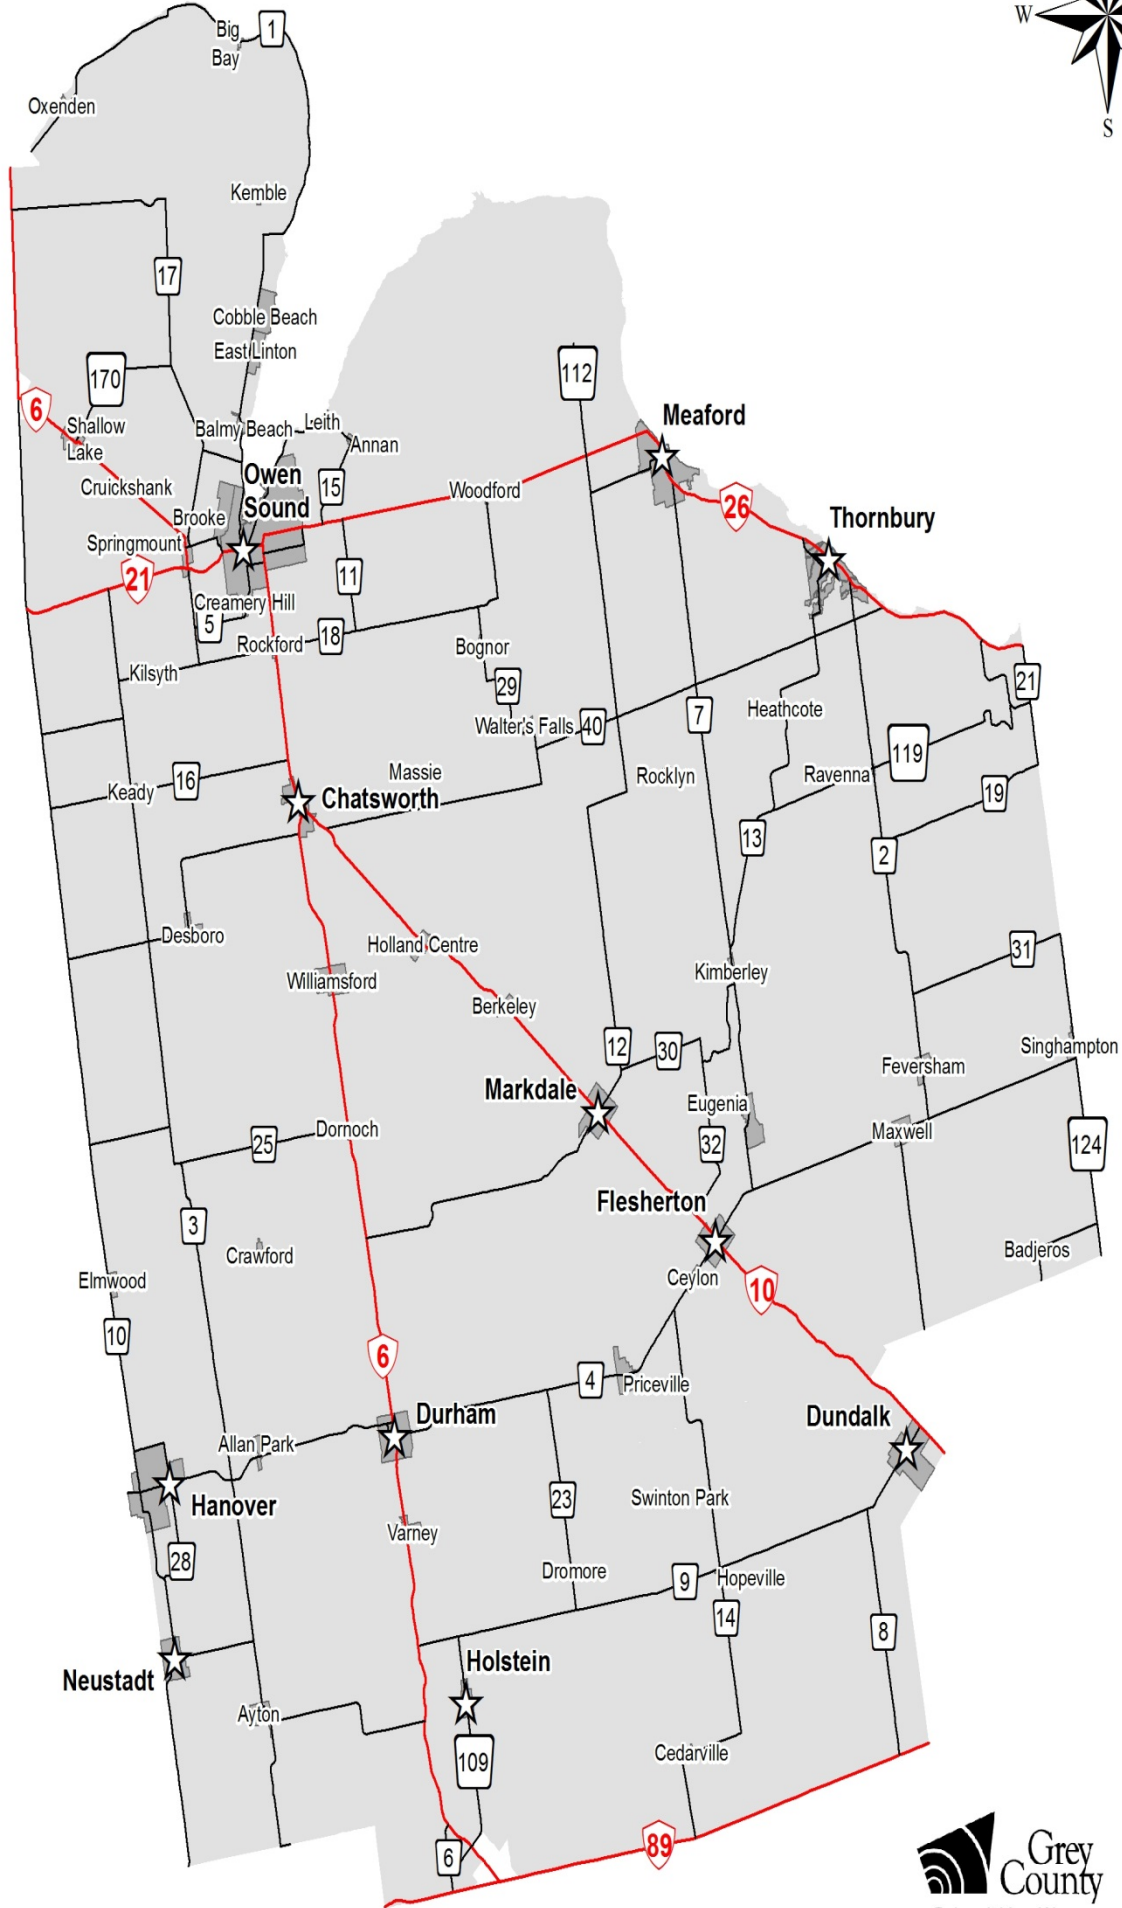 Big
Bay
1
W
S
Oxenden
Kemble
17
Cobble Beach
East Linton
170
112
6
Shallow
Lake
Balmy Beach
Leith
Annan
Meaford
Cruickshank
Owen
Sound
15
Woodford
26
Brooke
Thornbury
Springmount
21
11
Creamery Hill
5
18
Rockford
Bognor
Kilsyth
29
21
Walter's Falls
40
7
Heathcote
119
16
Keady
Massie
Rocklyn
Ravenna
19
Chatsworth
13
2
Desboro
Holland Centre
31
Williamsford
Kimberley
Berkeley
12
30
Singhampton
Feversham
Markdale
Eugenia
Dornoch
25
32
Maxwell
124
Flesherton
3
Crawford
Badjeros
Elmwood
Ceylon
10
10
6
4
Priceville
Durham
Dundalk
Allan Park
Hanover
23
Swinton Park
Varney
28
Dromore
9
Hopeville
14
8
Neustadt
Holstein
Ayton
109
Cedarville
89
6
Grey
County